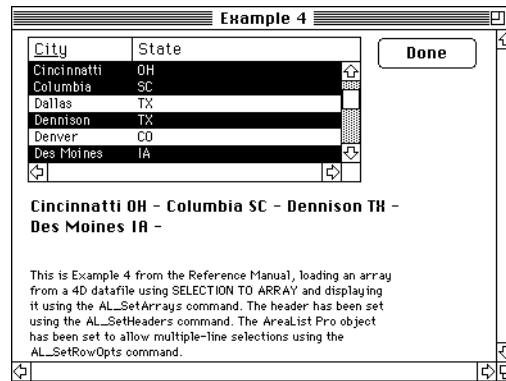 Example 4
City State
Cincinnatti OH
Columbia SC
Dallas TX
Dennison TX
Denver CO
Des Moines IA
Done
Cincinnatti OH - Columbia SC - Dennison TX -
Des Moines IA -
This is Example 4 from the Reference Manual, loading an array
from a 4D datafile using SELECTION TO ARRAY and displaying
it using the AL_SetArrays command. The header has been set
using the AL_SetHeaders command. The AreaList Pro object
has been set to allow multiple-line selections using the
AL_SetRowOpts command.